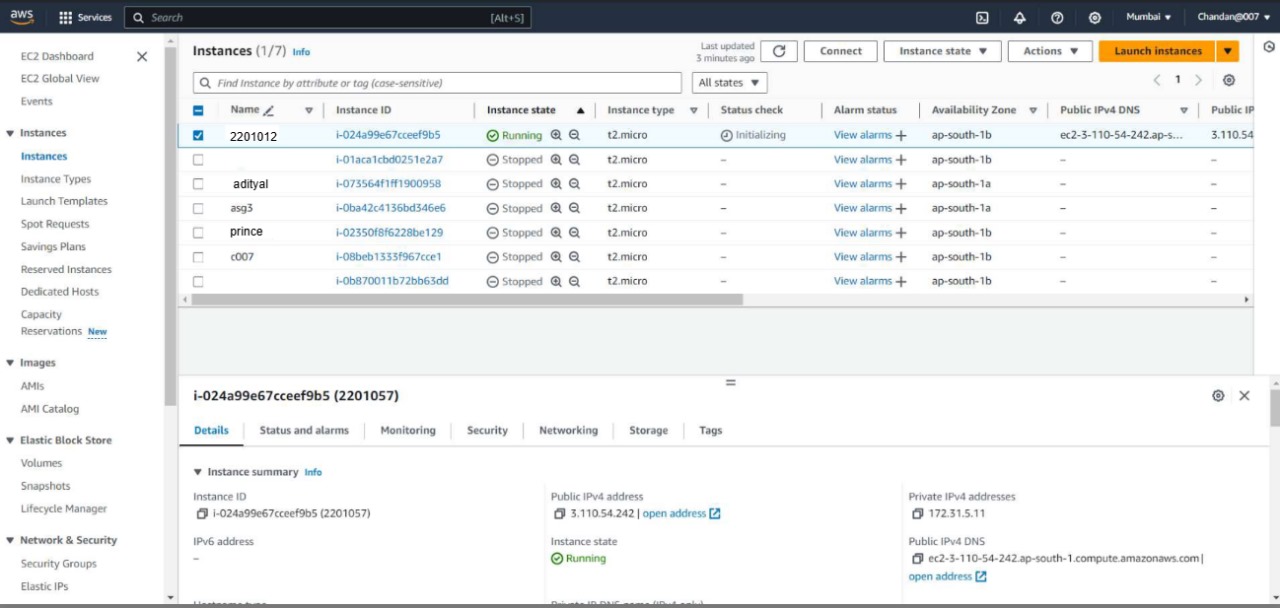 aws Services Search [Alt+S] Mumbai Chandan@007
EC2 Dashboard
EC2 Global View
Events
Instances
Instances
Instance Types
Launch Templates
Spot Requests
Savings Plans
Reserved Instances
Dedicated Hosts
Capacity
Reservations New
Images
AMIs
AMI Catalog
Elastic Block Store
Volumes
Snapshots
Lifecycle Manager
Network & Security
Security Groups
Elastic IPs
Instances (1/7) Info
Last updated
3 minutes ago
Connect Instance state Actions Launch instances
Find Instance by attribute or tag (case-sensitive) All states 1
Name Instance ID Instance state Instance type Status check Alarm status Availability Zone Public IPv4 DNS Public IP
2201012 i-024a99e67cceef9b5 Running t2.micro Initializing View alarms + ap-south-1b ec2-3-110-54-242.ap-s... 3.110.54
i-01aca1cbd0251e2a7 Stopped t2.micro – View alarms + ap-south-1b – –
adityal i-073564f1ff1900958 Stopped t2.micro – View alarms + ap-south-1a – –
asg3 i-0ba42c4136bd346e6 Stopped t2.micro – View alarms + ap-south-1a – –
prince i-02350f8f6228be129 Stopped t2.micro – View alarms + ap-south-1b – –
c007 i-08beb1333f967cce1 Stopped t2.micro – View alarms + ap-south-1b – –
i-0b870011b72bb63dd Stopped t2.micro – View alarms + ap-south-1b – –
i-024a99e67cceef9b5 (2201057)
Details Status and alarms Monitoring Security Networking Storage Tags
Instance summary Info
Instance ID Public IPv4 address Private IPv4 addresses
i-024a99e67cceef9b5 (2201057) 3.110.54.242 | open address 172.31.5.11
IPv6 address Instance state Public IPv4 DNS
– Running ec2-3-110-54-242.ap-south-1.compute.amazonaws.com |
open address